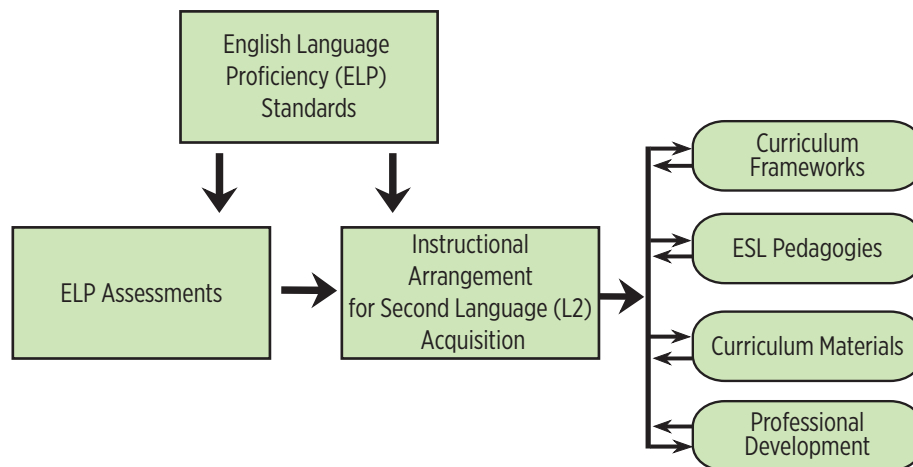 English Language
Proficiency (ELP)
Standards
ELP Assessments
Instructional
Arrangement
for Second Language (L2)
Acquisition
Curriculum
Frameworks
ESL Pedagogies
Curriculum Materials
Professional
Development